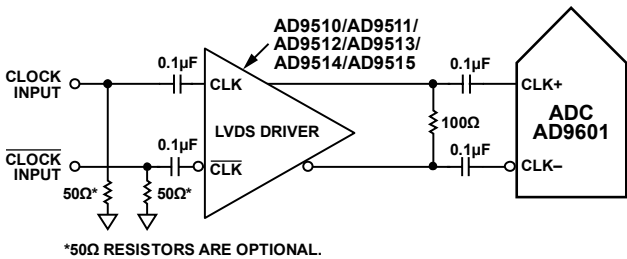 AD9510/AD9511/
AD9512/AD9513/
AD9514/AD9515
CLOCK
INPUT
0.1µF
CLK
LVDS DRIVER
0.1µF
CLK+
ADC
AD9601
100Ω
CLOCK
INPUT
0.1µF
CLK
0.1µF
CLK–
50Ω*
50Ω*
*50Ω RESISTORS ARE OPTIONAL.